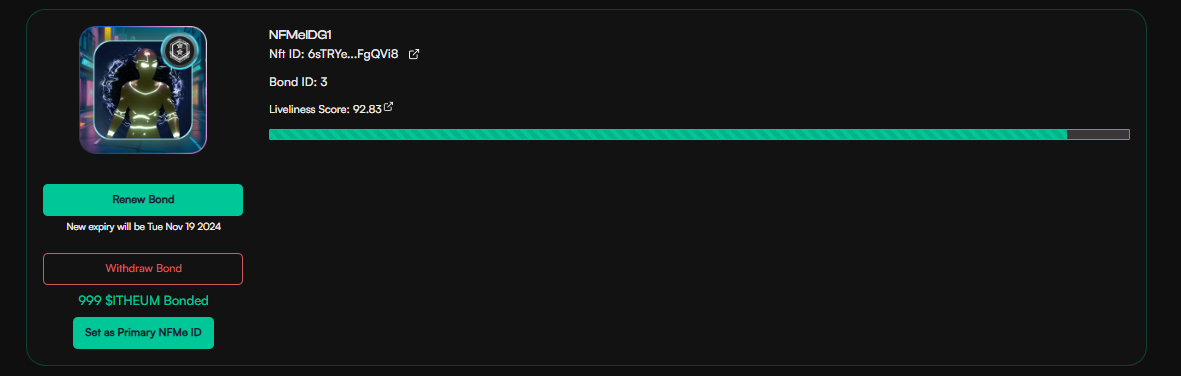 NFMeIDG1
Nft ID: 6sTRYe...FgQVi8
Bond ID: 3
Liveliness Score: 92.83
Renew Bond
New expiry will be Tue Nov 19 2024
Withdraw Bond
999 $ITHEUM Bonded
Set as Primary NFMe ID